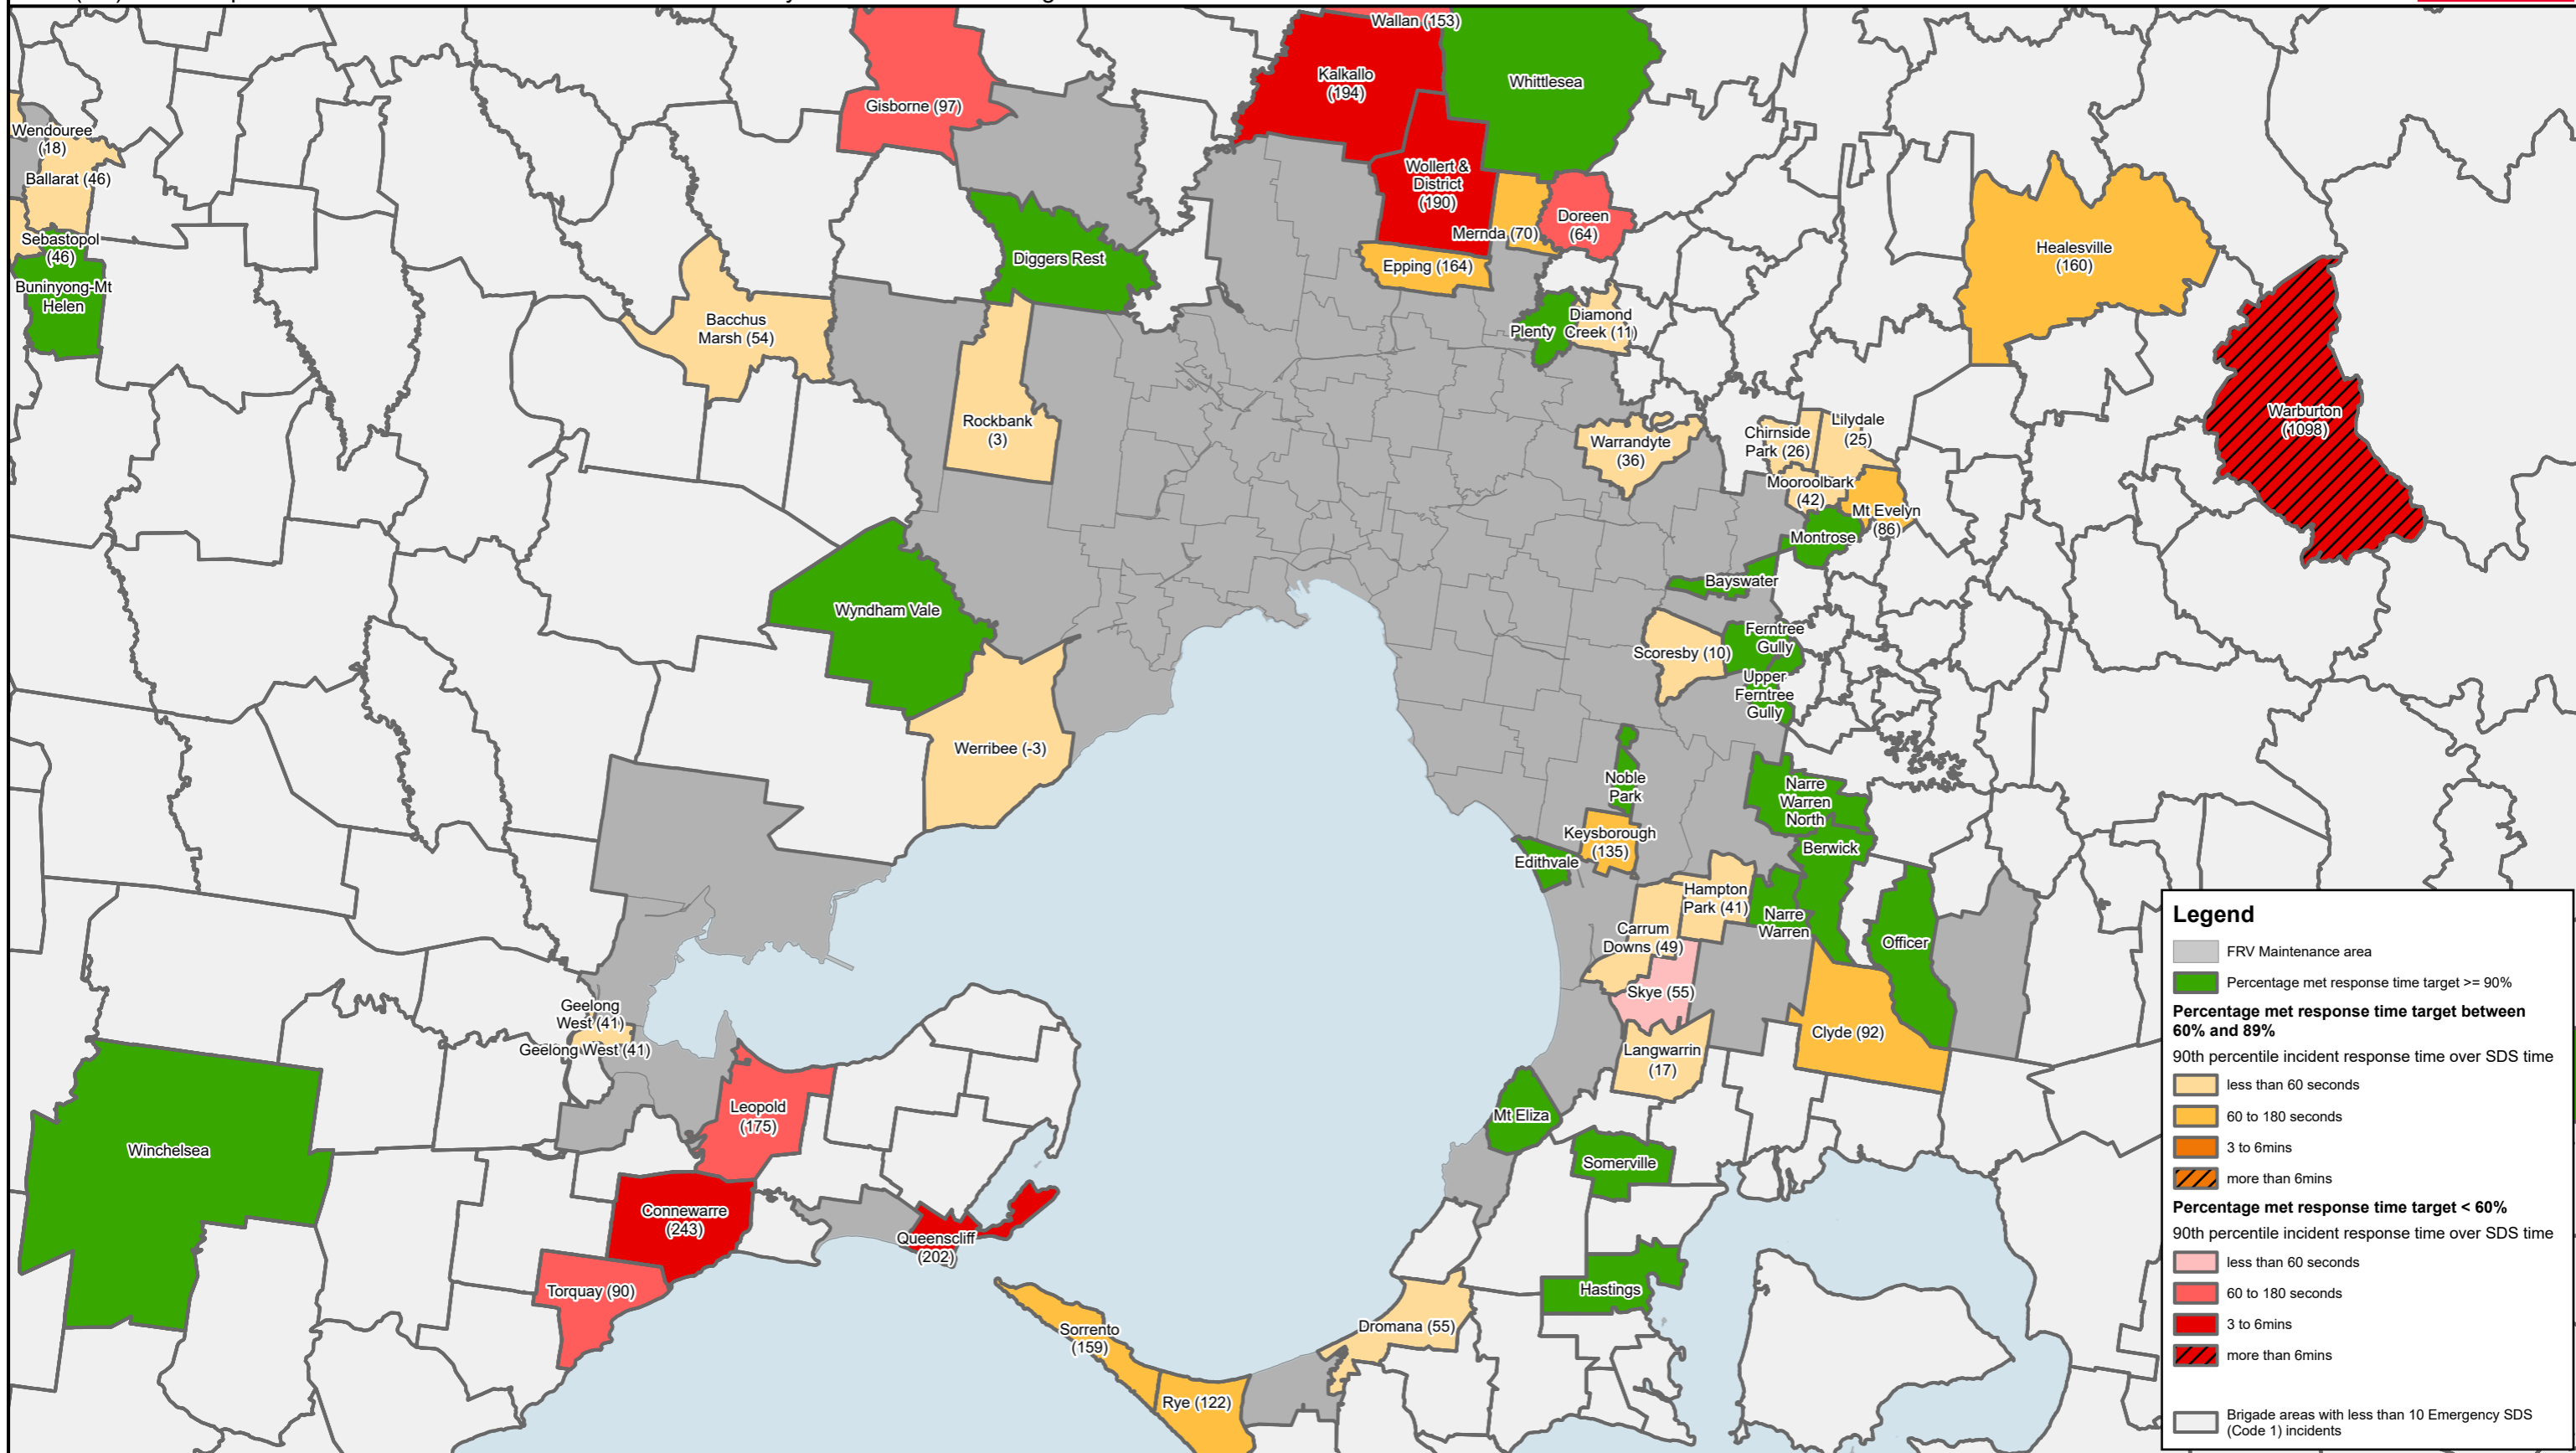 Wallan (153)
Kalkallo
(194)
Whittlesea
Gisborne (97)
Wendouree
(18)
Ballarat (46)
Wollert &
District
(190)
Doreen
(64)
Mernda (70)
Sebastopol
(46)
Buninyong-Mt
Helen
Diggers Rest
Epping (164)
Healesville
(160)
Bacchus
Marsh (54)
Plenty
Diamond
Creek (11)
Rockbank
(3)
Warrandyte
(36)
Chirnside
Park (26)
Lilydale
(25)
Warburton
(1098)
Mooroolbark
(42)
Mt Evelyn
(86)
Montrose
Bayswater
Wyndham Vale
Ferntree
Gully
Scoresby (10)
Upper
Ferntree
Gully
Werribee (-3)
Noble
Park
Narre
Warren
North
Keysborough
(135)
Berwick
Edithvale
Hampton
Park (41)
Narre
Warren
Carrum
Downs (49)
Officer
Skye (55)
Geelong
West (41)
Geelong West (41)
Clyde (92)
Langwarrin
(17)
Leopold
(175)
Mt Eliza
Winchelsea
Somerville
Connewarre
(243)
Queenscliff
(202)
Torquay (90)
Hastings
Sorrento
(159)
Dromana (55)
Rye (122)
Legend
FRV Maintenance area
Percentage met response time target >= 90%
Percentage met response time target between
60% and 89%
90th percentile incident response time over SDS time
less than 60 seconds
60 to 180 seconds
3 to 6mins
more than 6mins
Percentage met response time target < 60%
90th percentile incident response time over SDS time
less than 60 seconds
60 to 180 seconds
3 to 6mins
more than 6mins
Brigade areas with less than 10 Emergency SDS
(Code 1) incidents